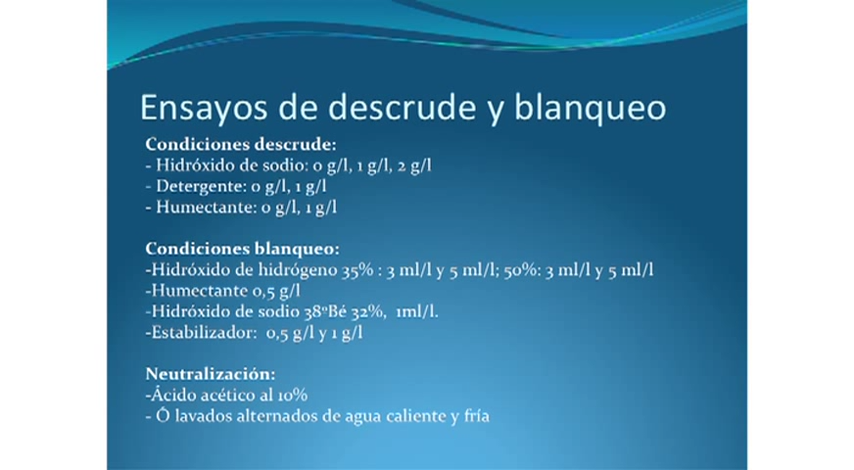 Ensayos de descrude y blanqueo
Condiciones descrude:
- Hidróxido de sodio: 0 g/l, 1 g/l, 2 g/l
- Detergente: 0 g/l, 1 g/l
- Humectante: 0 g/l, 1 g/l
Condiciones blanqueo:
-Hidróxido de hidrógeno 35% : 3 ml/l y 5 ml/l; 50%: 3 ml/l y 5 ml/l
-Humectante 0,5 g/l
-Hidróxido de sodio 38ºBé 32%, 1ml/l.
-Estabilizador: 0,5 g/l y 1 g/l
Neutralización:
-Ácido acético al 10%
- Ó lavados alternados de agua caliente y fría